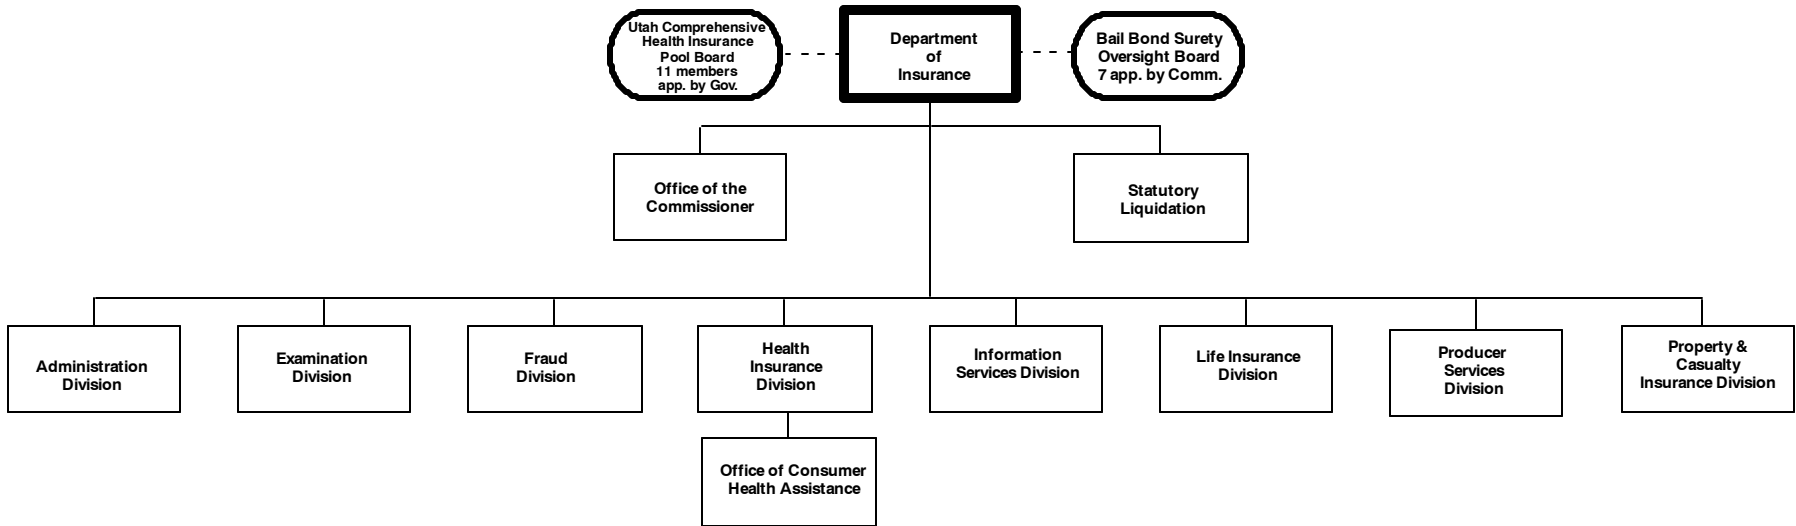 Utah Comprehensive
Health Insurance
Pool Board
11 members
app. by Gov.
Department
of
Insurance
Bail Bond Surety
Oversight Board
7 app. by Comm.
Office of the
Commissioner
Statutory
Liquidation
Administration
Division
Examination
Division
Fraud
Division
Health
Insurance
Division
Information
Services Division
Life Insurance
Division
Producer
Services
Division
Property &
Casualty
Insurance Division
Office of Consumer
Health Assistance